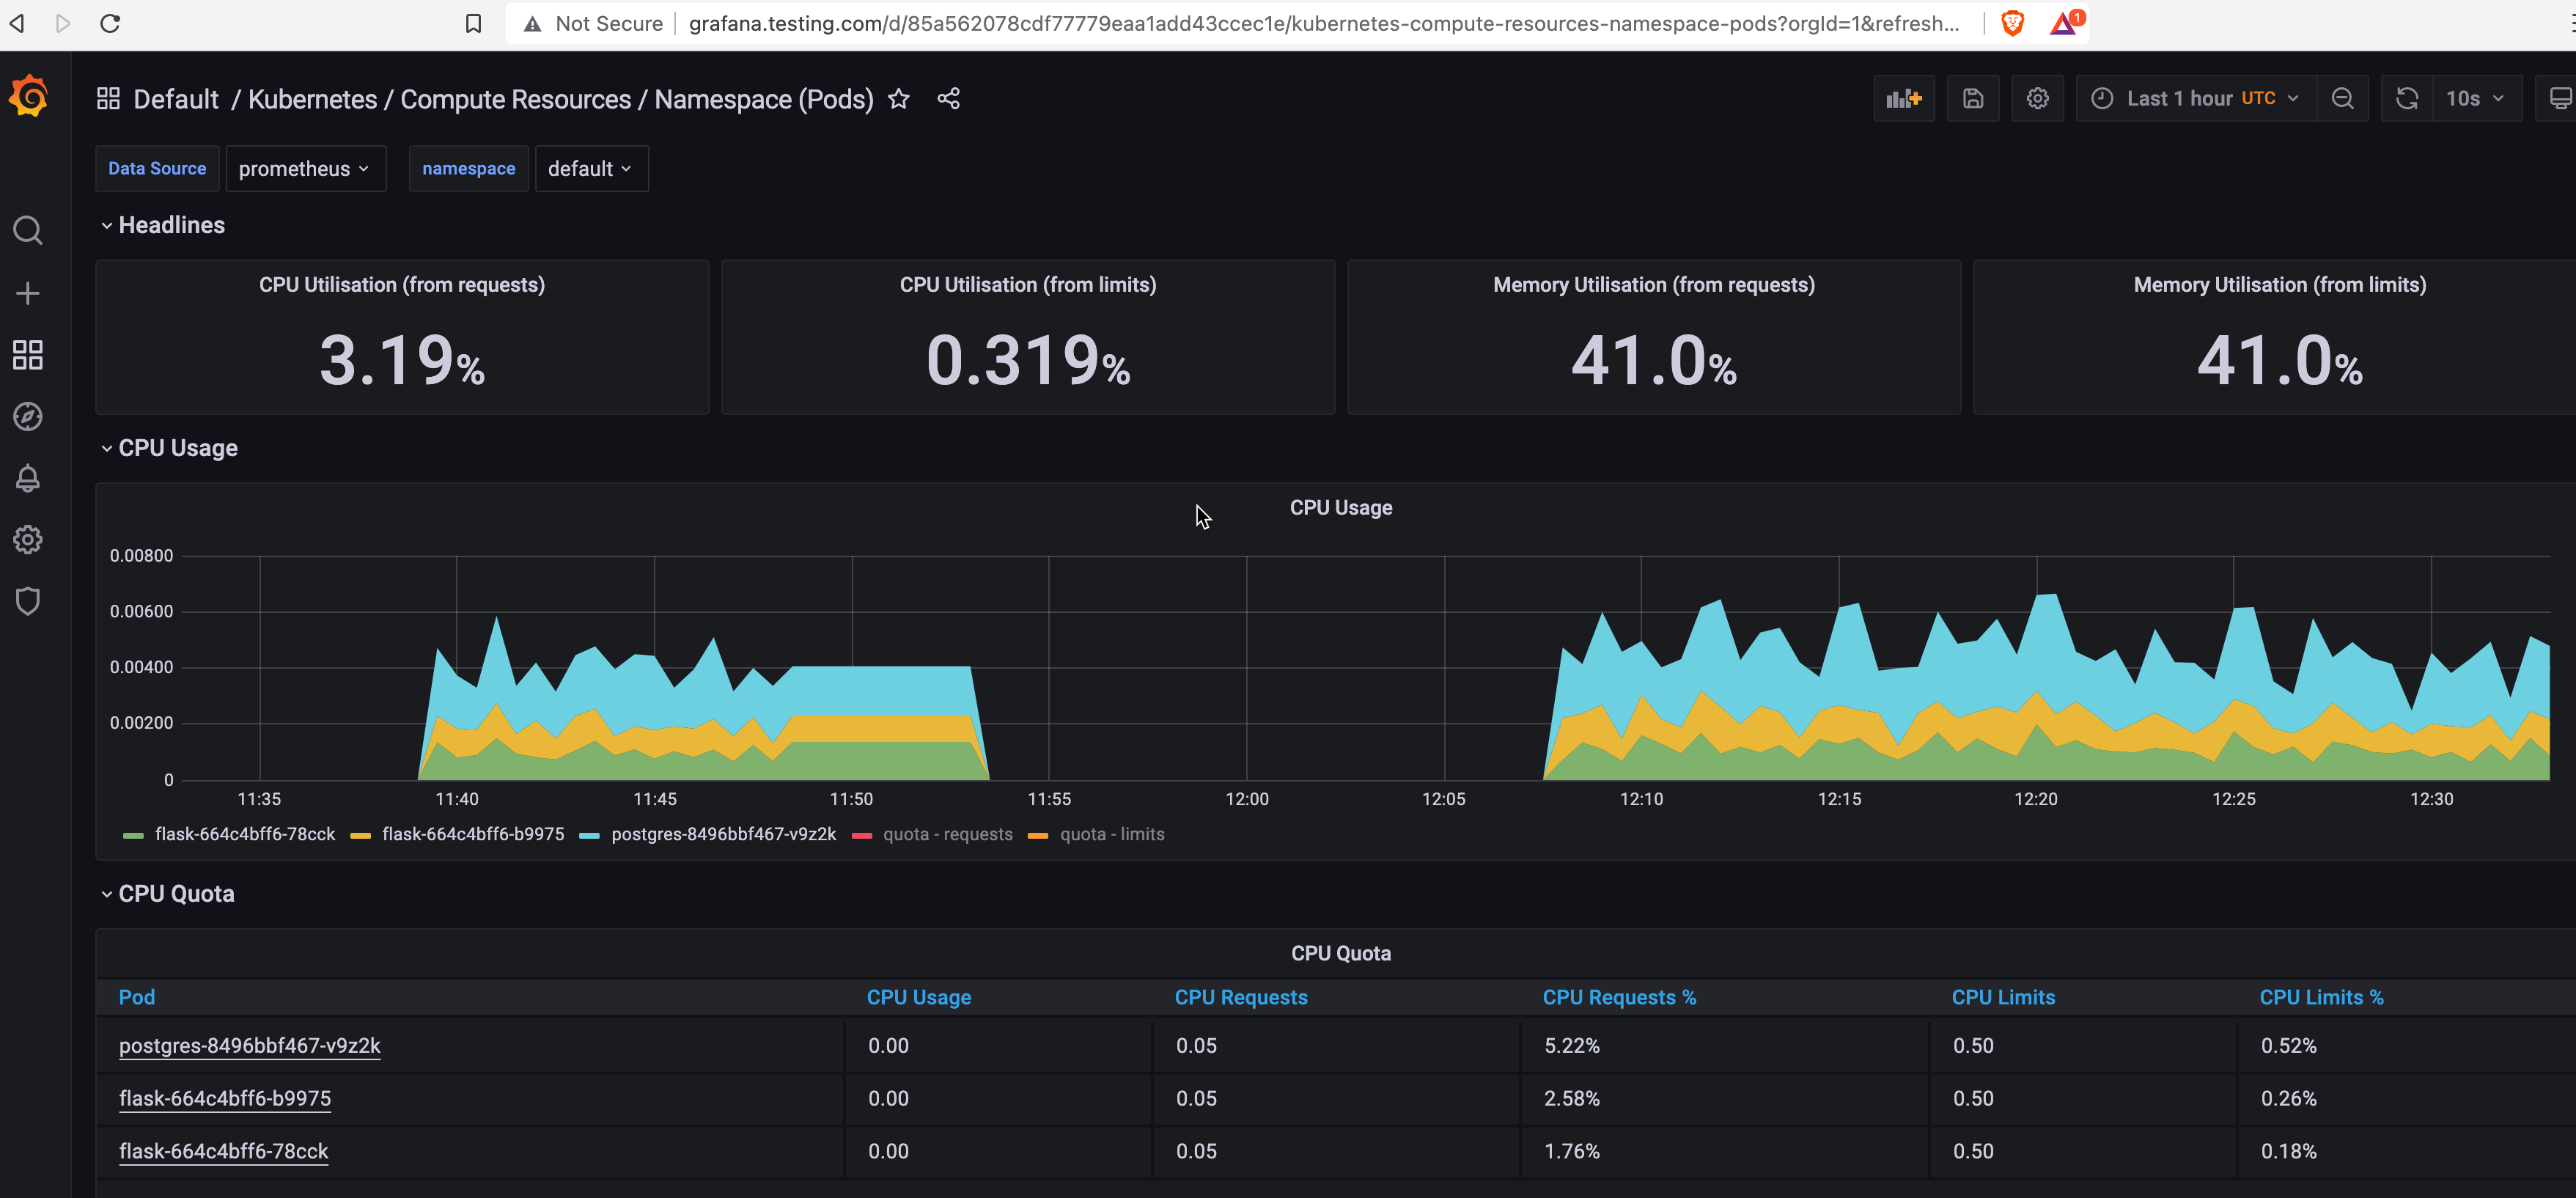 Not Secure grafana.testing.com/d/85a562078cdf77779eaa1add43ccec1e/kubernetes-compute-resources-namespace-pods?orgId=1&refresh... 1
Default / Kubernetes / Compute Resources / Namespace (Pods) Last 1 hour UTC 10s
Data Source prometheus namespace default
Headlines
CPU Utilisation (from requests) CPU Utilisation (from limits) Memory Utilisation (from requests) Memory Utilisation (from limits)
3.19% 0.319% 41.0% 41.0%
CPU Usage
CPU Usage
0.00800
0.00600
0.00400
0.00200
0
11:35 11:40 11:45 11:50 11:55 12:00 12:05 12:10 12:15 12:20 12:25 12:30
flask-664c4bff6-78cck flask-664c4bff6-b9975 postgres-8496bbf467-v9z2k quota - requests quota - limits
CPU Quota
CPU Quota
Pod CPU Usage CPU Requests CPU Requests % CPU Limits CPU Limits %
postgres-8496bbf467-v9z2k 0.00 0.05 5.22% 0.50 0.52%
flask-664c4bff6-b9975 0.00 0.05 2.58% 0.50 0.26%
flask-664c4bff6-78cck 0.00 0.05 1.76% 0.50 0.18%